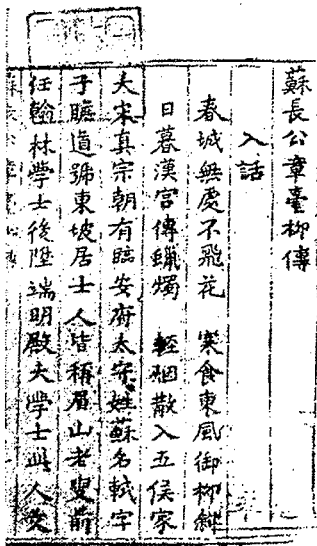 蘇長公章臺柳傳
入話
春城無處不飛花　寒食東風御柳斜
日暮漢宮傳蠟燭　輕烟散入五侯家
大宋真宗朝有臨安府太守姓蘇名軾字
子瞻道號東坡居士人皆稱眉山老叟前
任翰林學士後陞端明殿大學士與人交